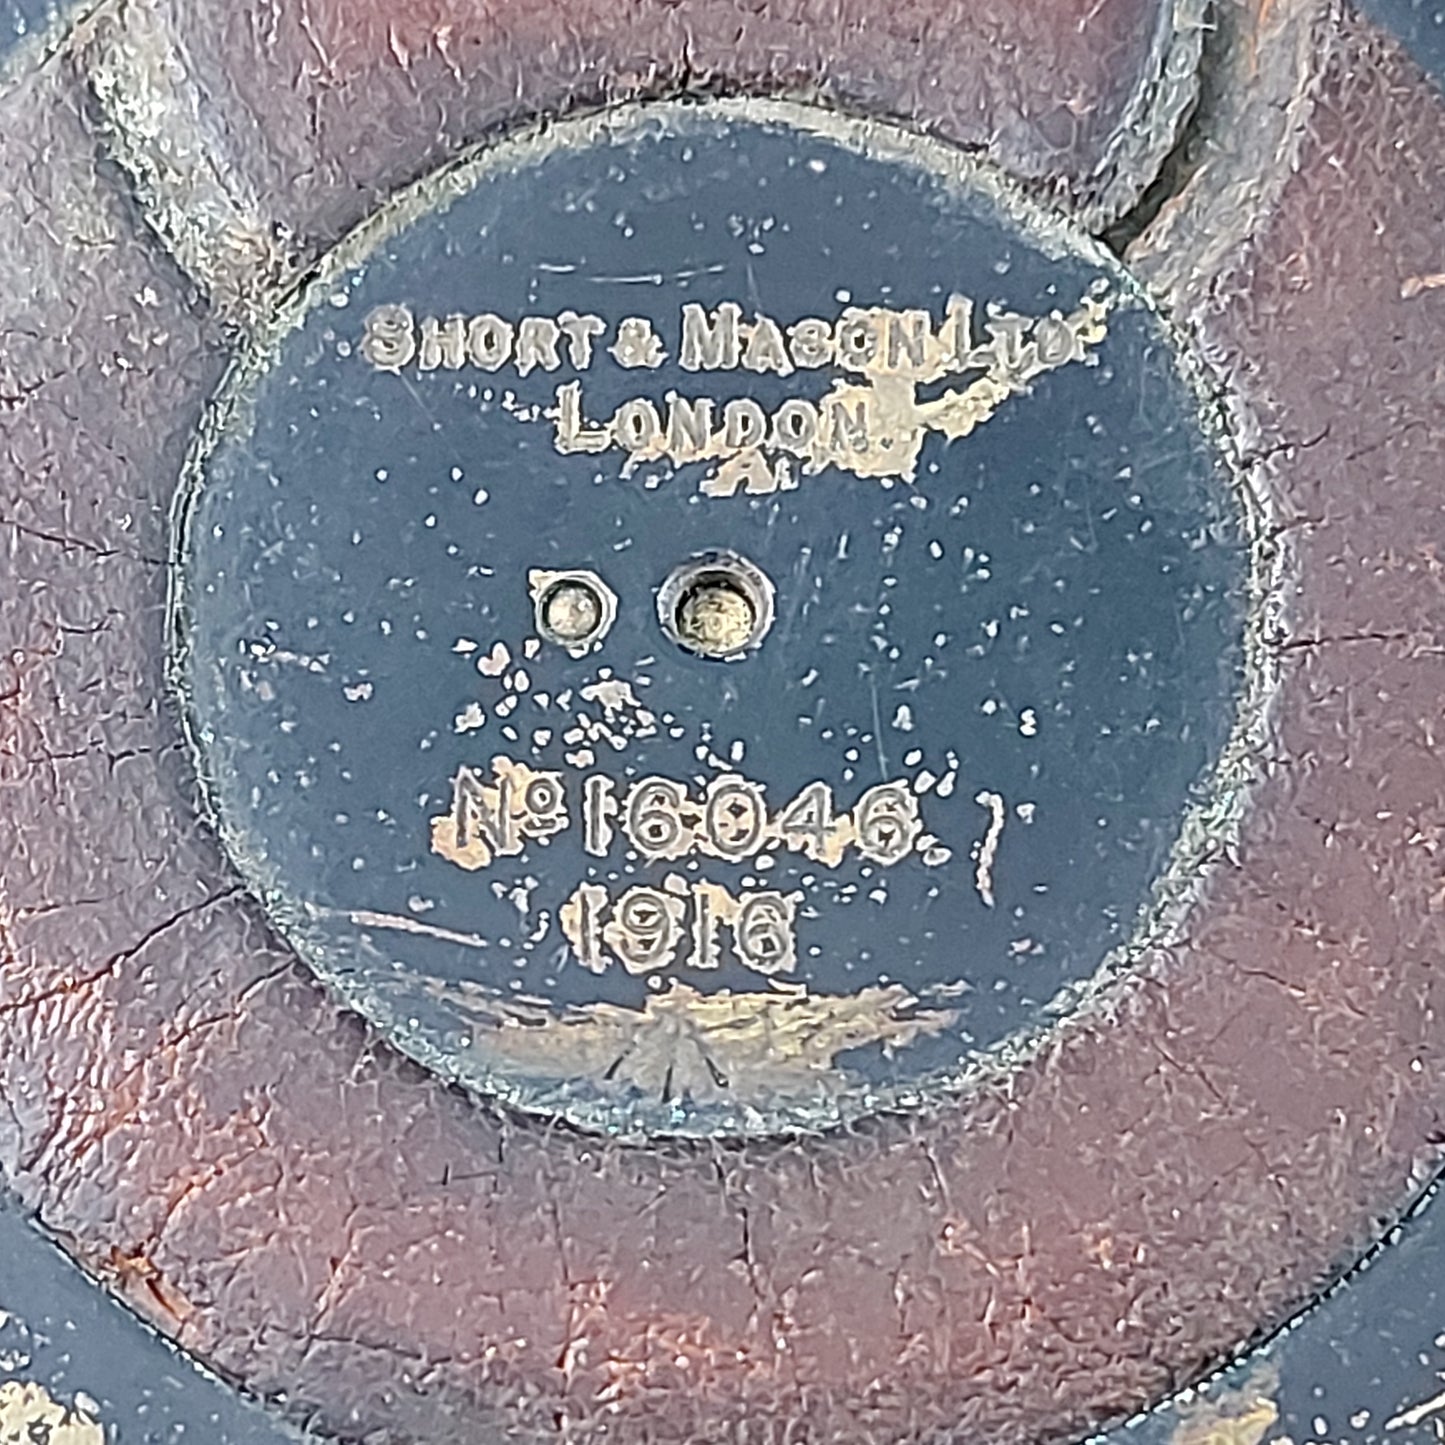 SHORT & MASON LTD
LONDON.
A
Nº 16046
1916